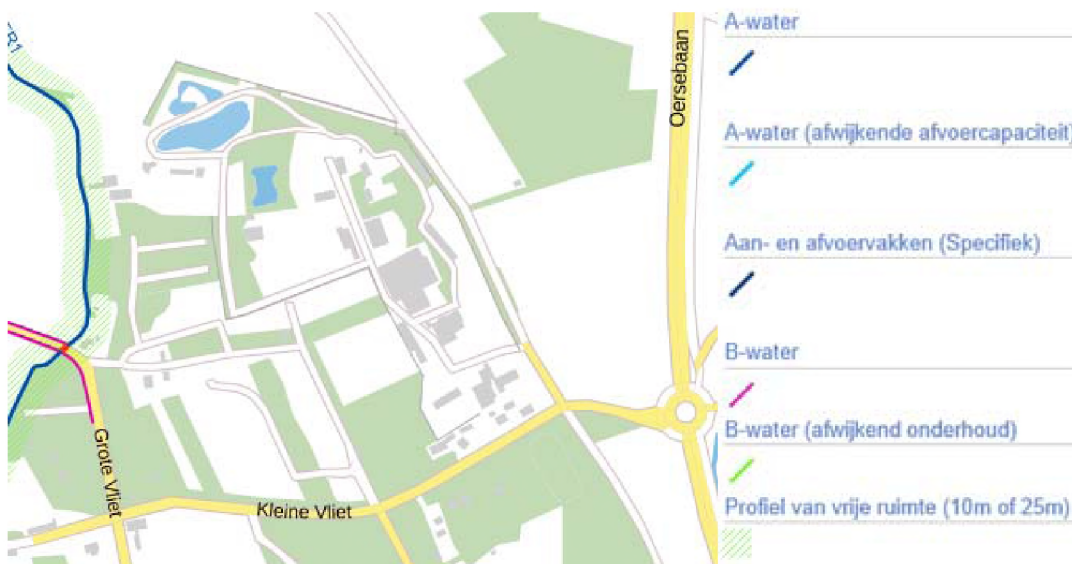 Oersebaan
Grote Vliet
Kleine Vliet
A-water
A-water (afwijkende afvoercapaciteit)
Aan- en afvoervakken (Specifiek)
B-water
B-water (afwijkend onderhoud)
Profiel van vrije ruimte (10m of 25m)